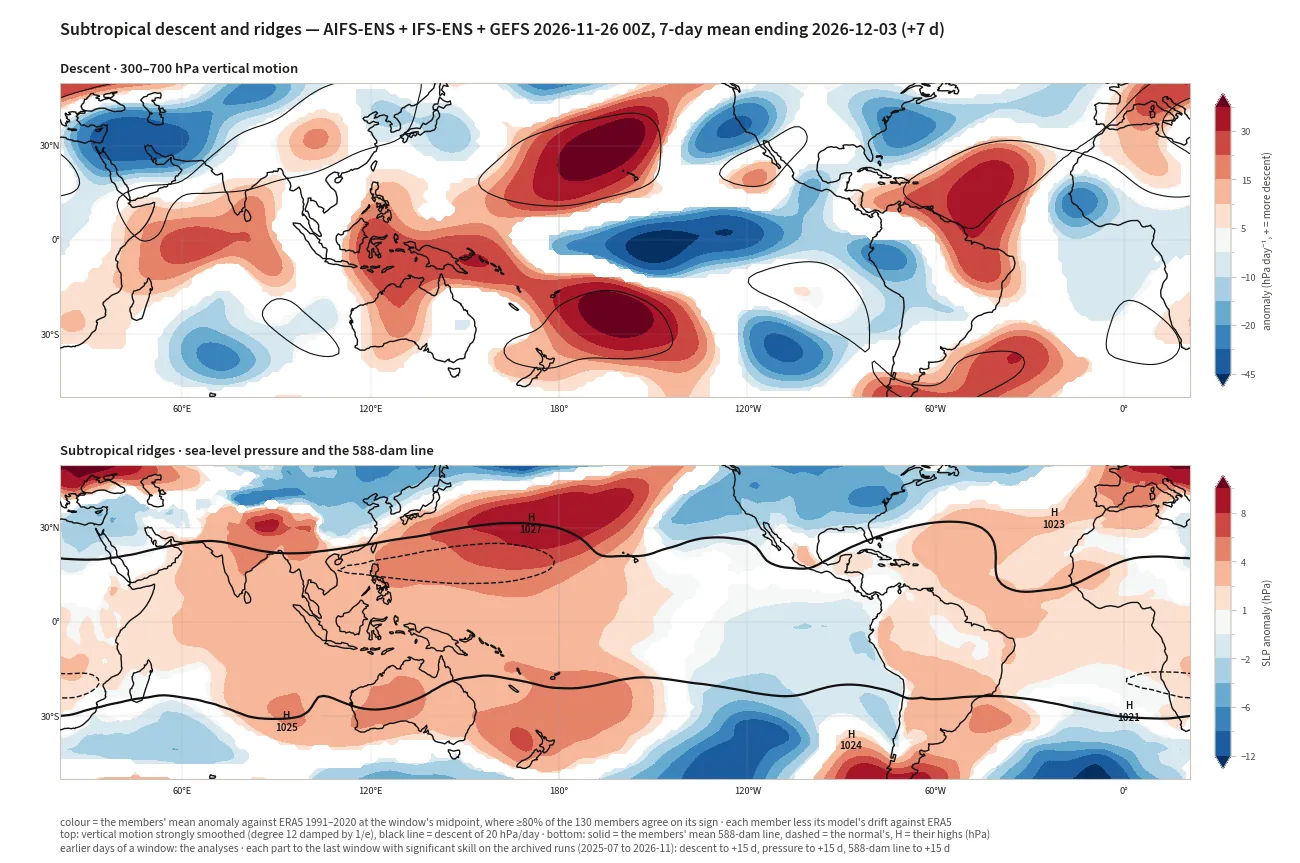 Subtropical descent and ridges — AIFS-ENS + IFS-ENS + GEFS 2026-11-26 00Z, 7-day mean ending 2026-12-03 (+7 d)
Descent · 300–700 hPa vertical motion
30°N
0°
30°S
60°E
120°E
180°
120°W
60°W
0°
30
15
5
−10
−20
−45
anomaly (hPa day⁻¹, + = more descent)
Subtropical ridges · sea-level pressure and the 588-dam line
30°N
0°
30°S
H
1027
H
1023
H
1025
H
1024
H
1021
60°E
120°E
180°
120°W
60°W
0°
8
4
1
−2
−6
−12
SLP anomaly (hPa)
colour = the members' mean anomaly against ERA5 1991–2020 at the window's midpoint, where ≥80% of the 130 members agree on its sign · each member less its model's drift against ERA5
top: vertical motion strongly smoothed (degree 12 damped by 1/e), black line = descent of 20 hPa/day · bottom: solid = the members' mean 588-dam line, dashed = the normal's, H = their highs (hPa)
earlier days of a window: the analyses · each part to the last window with significant skill on the archived runs (2025-07 to 2026-11): descent to +15 d, pressure to +15 d, 588-dam line to +15 d